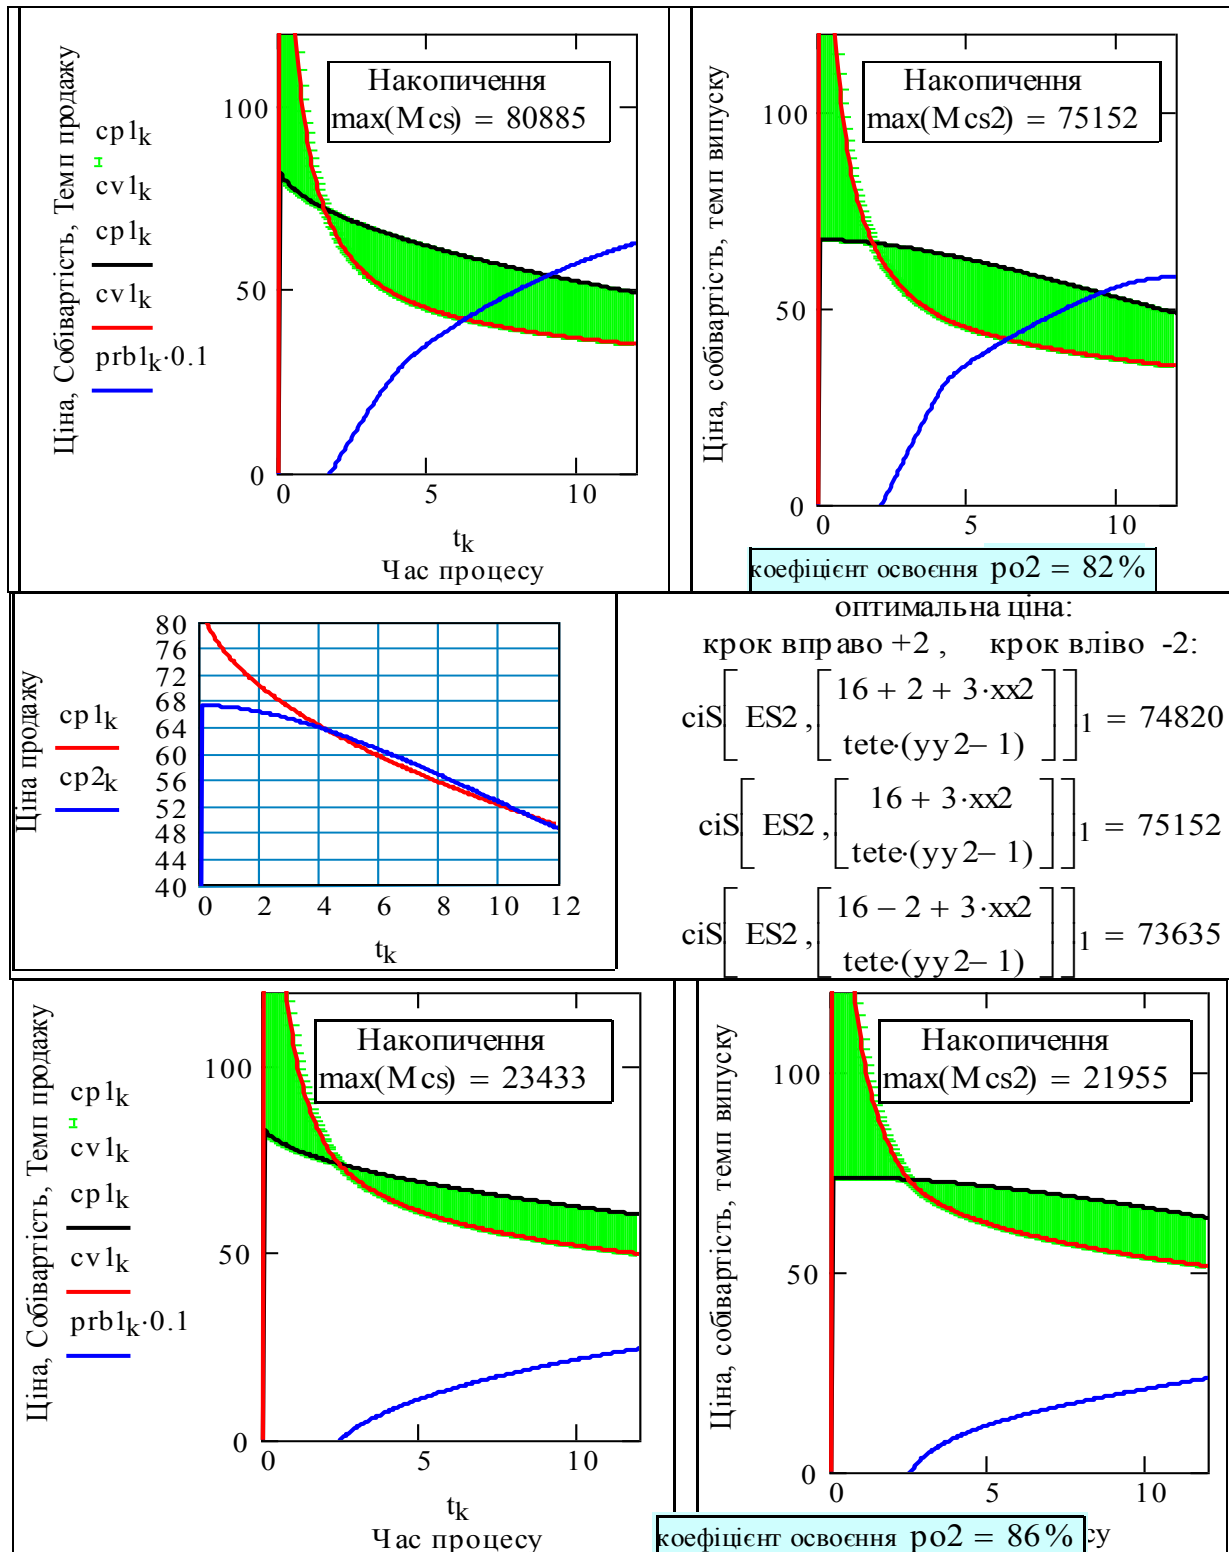 Ціна, Собівартість, Темп продажу
cp1k
cv1k
cp1k
cv1k
prb1k·0.1
Накопичення
max(Mcs) = 80885
100
50
0
0 5 10
tk
Час процесу
Ціна, собівартість, темп випуску
Накопичення
max(Mcs2) = 75152
100
50
0
0 5 10
коефіцієнт освоєння po2 = 82%
Ціна продажу
cp1k
cp2k
80
76
72
68
64
60
56
52
48
44
40
0 2 4 6 8 10 12
tk
оптимальна ціна:
крок вправо +2 , крок вліво -2:
ciS[ ES2 , [ 16 + 2 + 3·xx2
tete·(yy2– 1) ] ]1 = 74820
ciS[ ES2 , [ 16 + 3·xx2
tete·(yy2– 1) ] ]1 = 75152
ciS[ ES2 , [ 16 – 2 + 3·xx2
tete·(yy2– 1) ] ]1 = 73635
Ціна, Собівартість, Темп продажу
cp1k
cv1k
cp1k
cv1k
prb1k·0.1
Накопичення
max(Mcs) = 23433
100
50
0
0 5 10
tk
Час процесу
Ціна, собівартість, темп випуску
Накопичення
max(Mcs2) = 21955
100
50
0
0 5 10
коефіцієнт освоєння po2 = 86% су